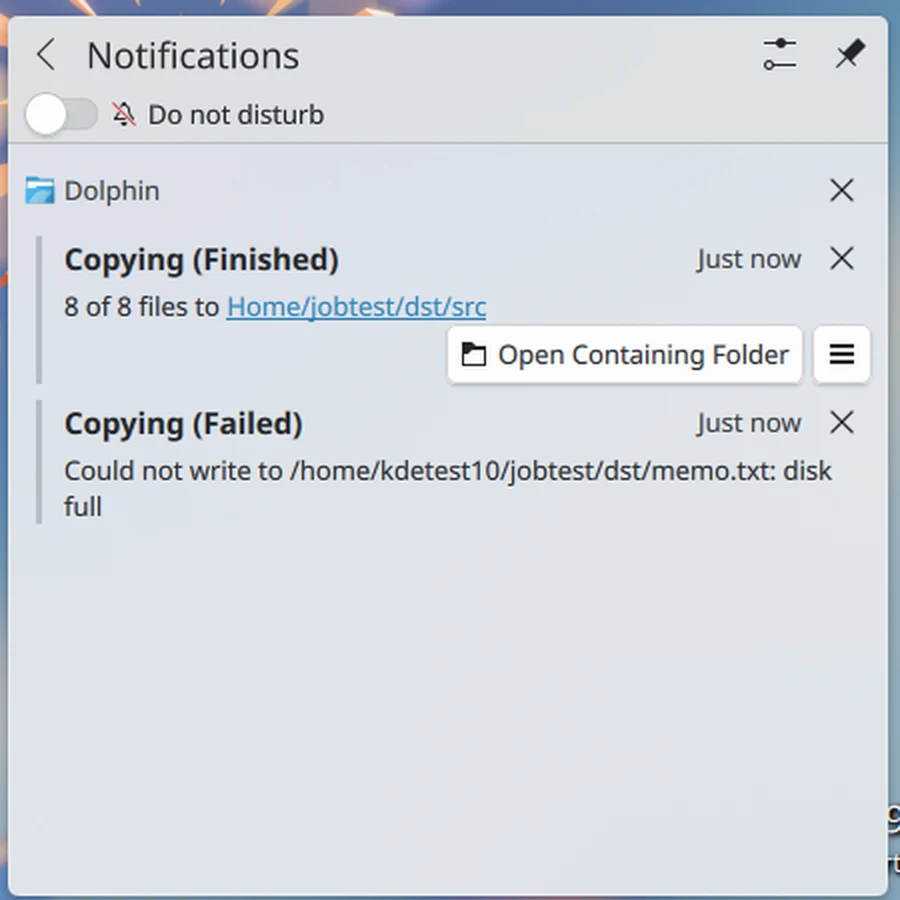 Notifications
Do not disturb
Dolphin
Copying (Finished) Just now
8 of 8 files to Home/jobtest/dst/src
Open Containing Folder
Copying (Failed) Just now
Could not write to /home/kdetest10/jobtest/dst/memo.txt: disk
full